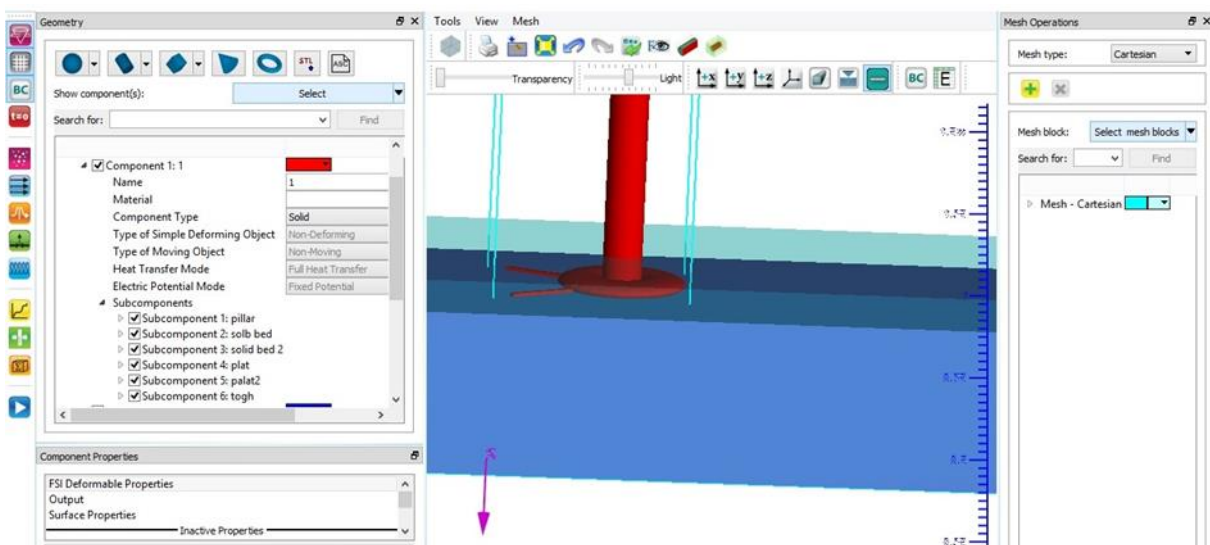 Geometry
STL
ASC
Show component(s):
Select
Search for:
Find
Component 1: 1
Name
1
Material
Component Type
Solid
Type of Simple Deforming Object
Non-Deforming
Type of Moving Object
Non-Moving
Heat Transfer Mode
Full Heat Transfer
Electric Potential Mode
Fixed Potential
Subcomponents
Subcomponent 1: pillar
Subcomponent 2: solb bed
Subcomponent 3: solid bed 2
Subcomponent 4: plat
Subcomponent 5: palat2
Subcomponent 6: togh
Component Properties
FSI Deformable Properties
Output
Surface Properties
Inactive Properties
BC
t=0
Tools View Mesh
Transparency
Light
+x +y +z
BC
E
Mesh Operations
Mesh type:
Cartesian
Mesh block:
Select mesh blocks
Search for:
Find
Mesh - Cartesian